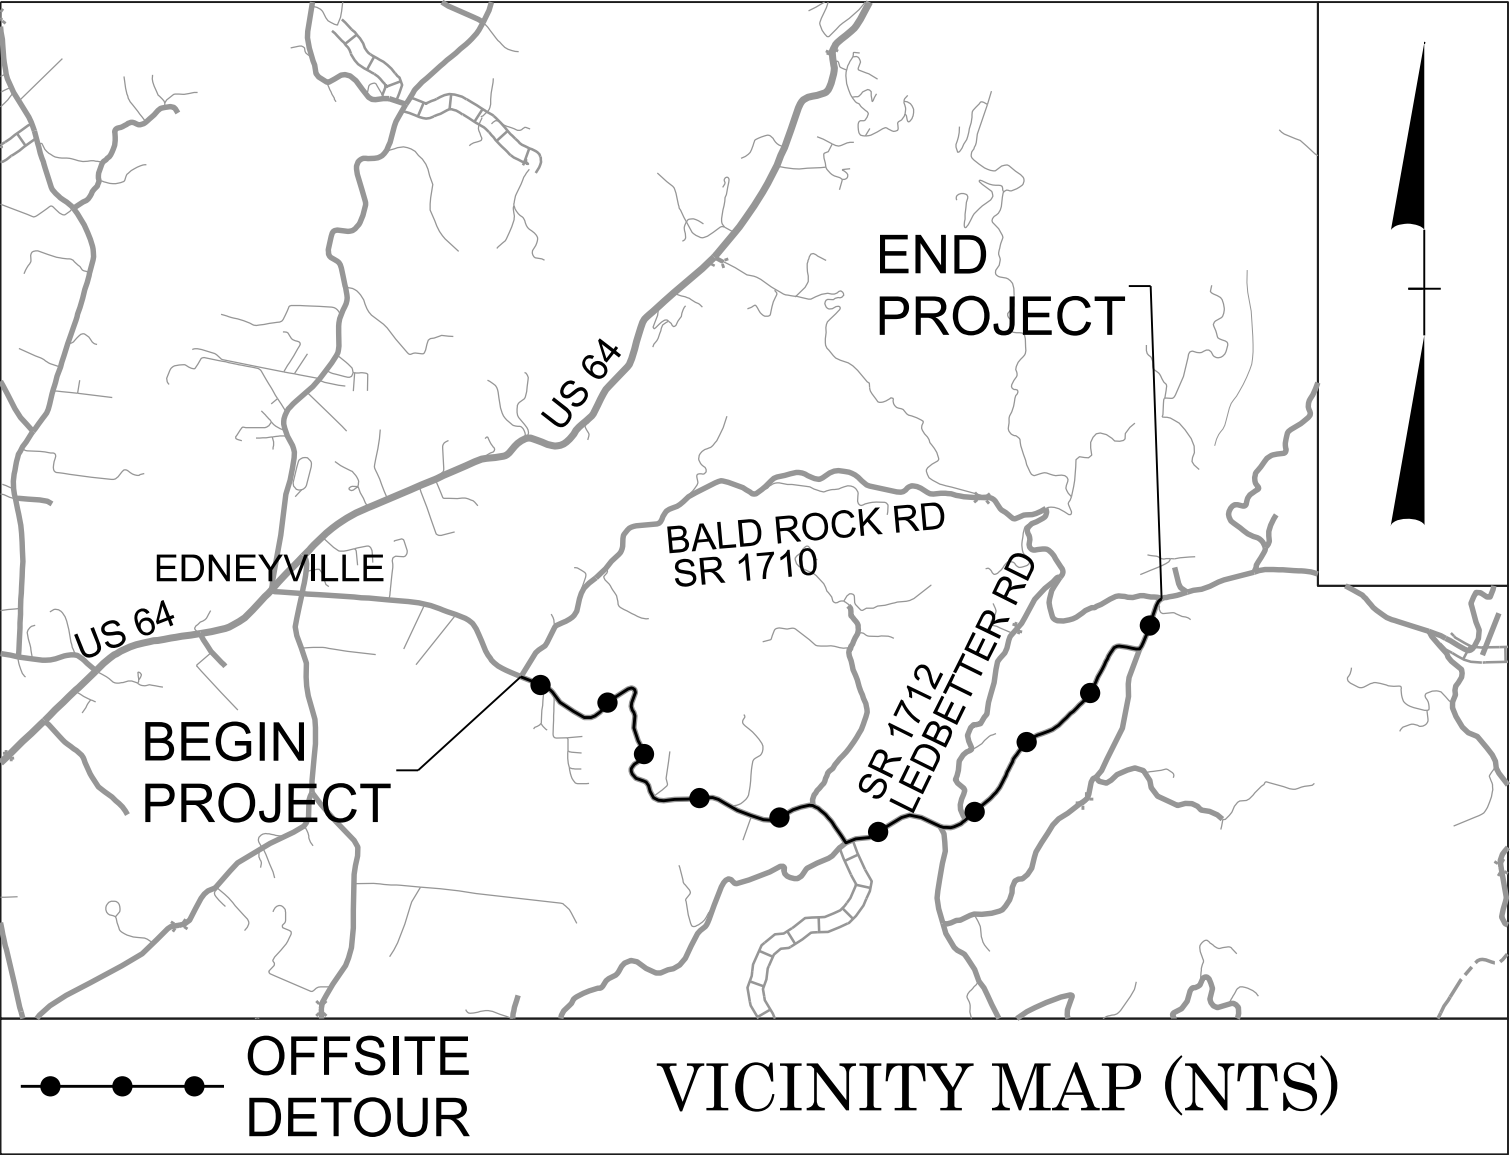 END
PROJECT
US 64
BALD ROCK RD
SR 1710
EDNEYVILLE
US 64
SR 1712
LEDBETTER RD
BEGIN
PROJECT
OFFSITE
DETOUR
VICINITY MAP (NTS)